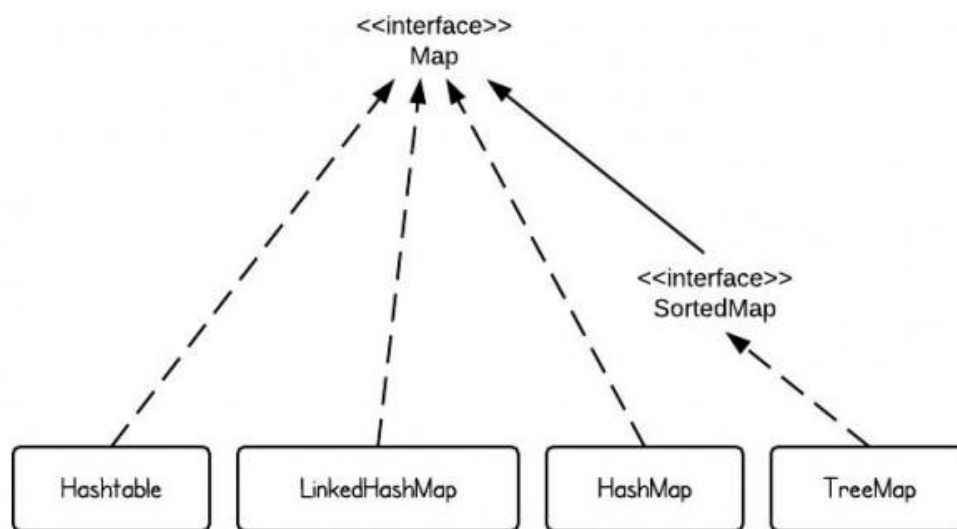 <<interface>>
Map
<<interface>>
SortedMap
Hashtable
LinkedHashMap
HashMap
TreeMap